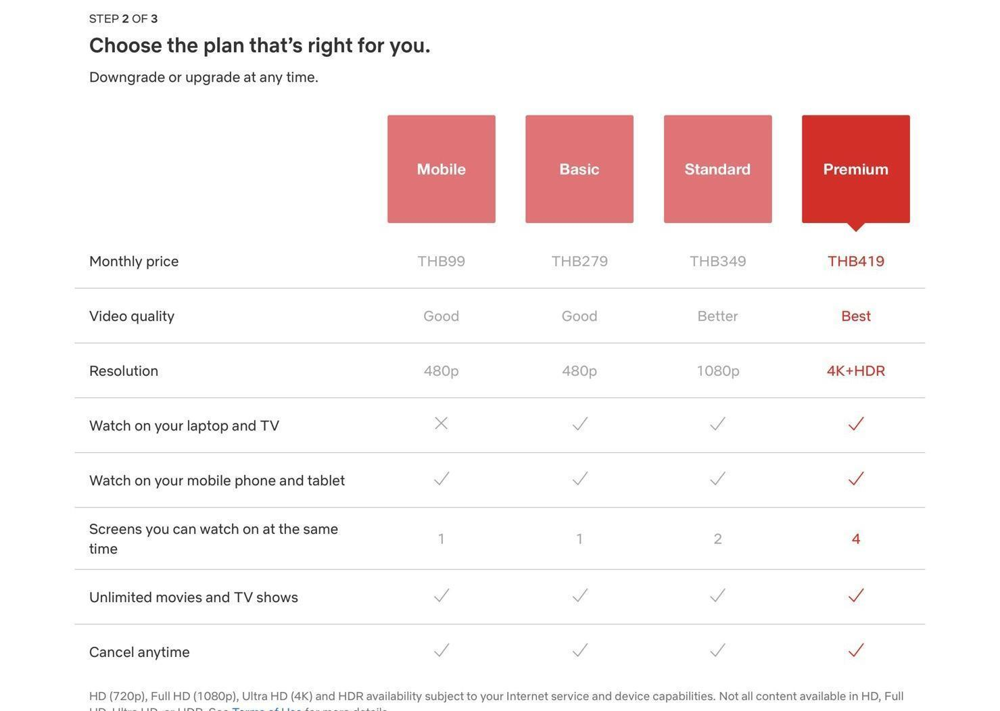 STEP 2 OF 3
Choose the plan that’s right for you.
Downgrade or upgrade at any time.
Mobile Basic Standard Premium
Monthly price THB99 THB279 THB349 THB419
Video quality Good Good Better Best
Resolution 480p 480p 1080p 4K+HDR
Watch on your laptop and TV
Watch on your mobile phone and tablet
Screens you can watch on at the same
time 1 1 2 4
Unlimited movies and TV shows
Cancel anytime
HD (720p), Full HD (1080p), Ultra HD (4K) and HDR availability subject to your Internet service and device capabilities. Not all content available in HD, Full
HD, Ultra HD, or HDR. See Terms of Use for more details.